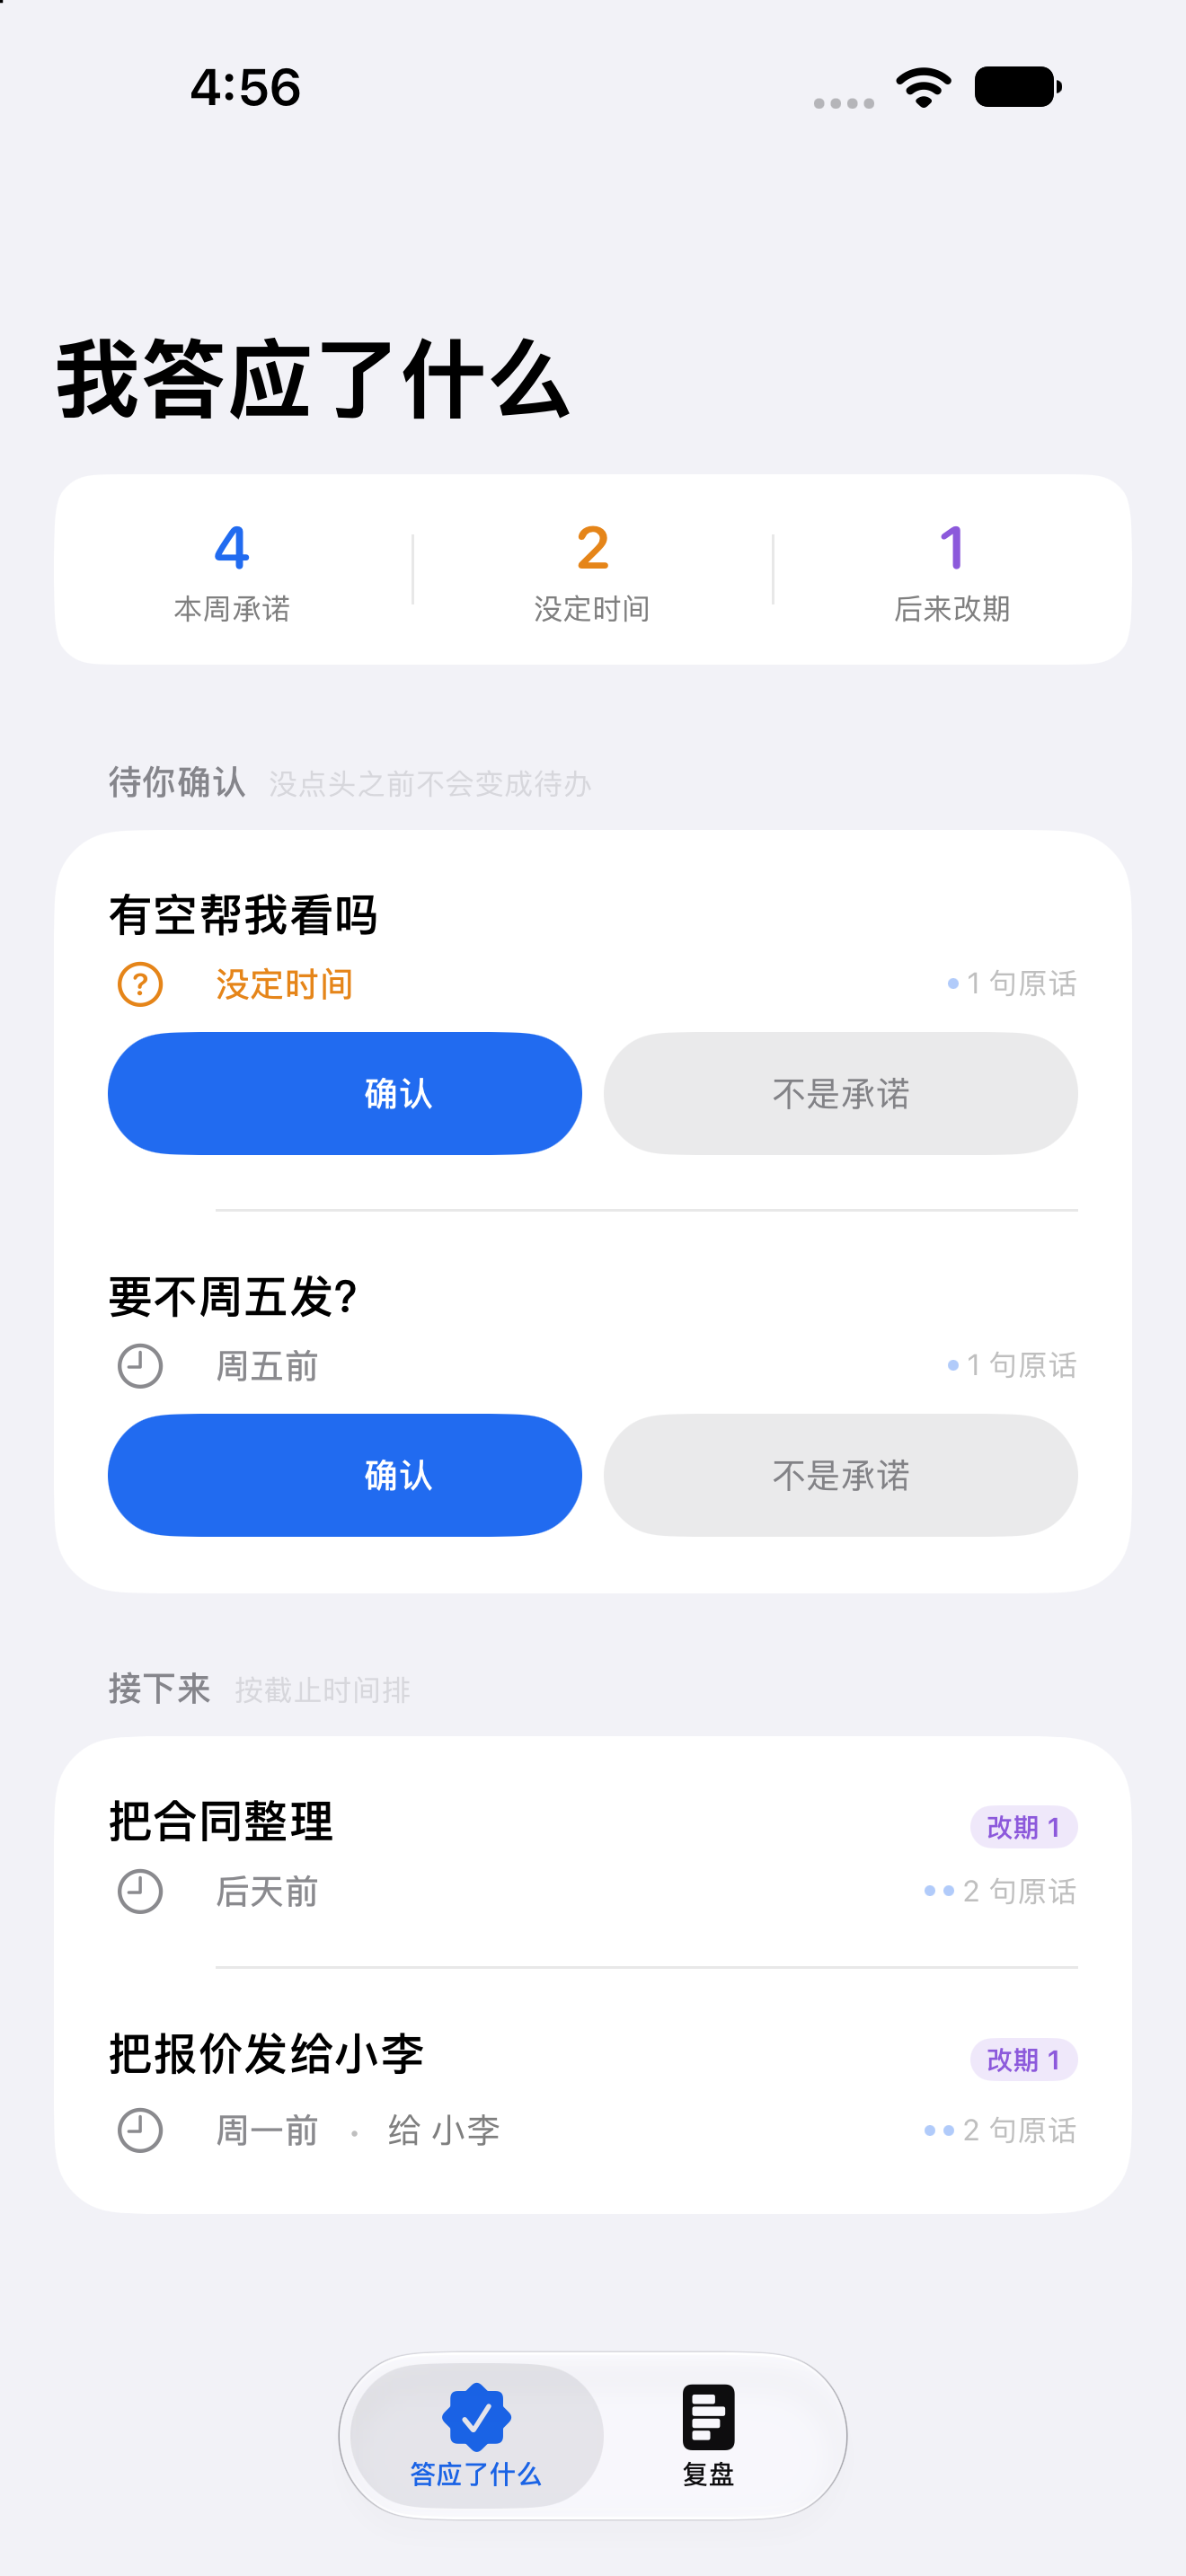 4:56
我答应了什么
4 2 1
本周承诺 没定时间 后来改期
待你确认 没点头之前不会变成待办
有空帮我看吗
? 没定时间 1 句原话
确认 不是承诺
要不周五发?
周五前 1 句原话
确认 不是承诺
接下来 按截止时间排
把合同整理 改期 1
后天前 2 句原话
把报价发给小李 改期 1
周一前 · 给 小李 2 句原话
答应了什么 复盘